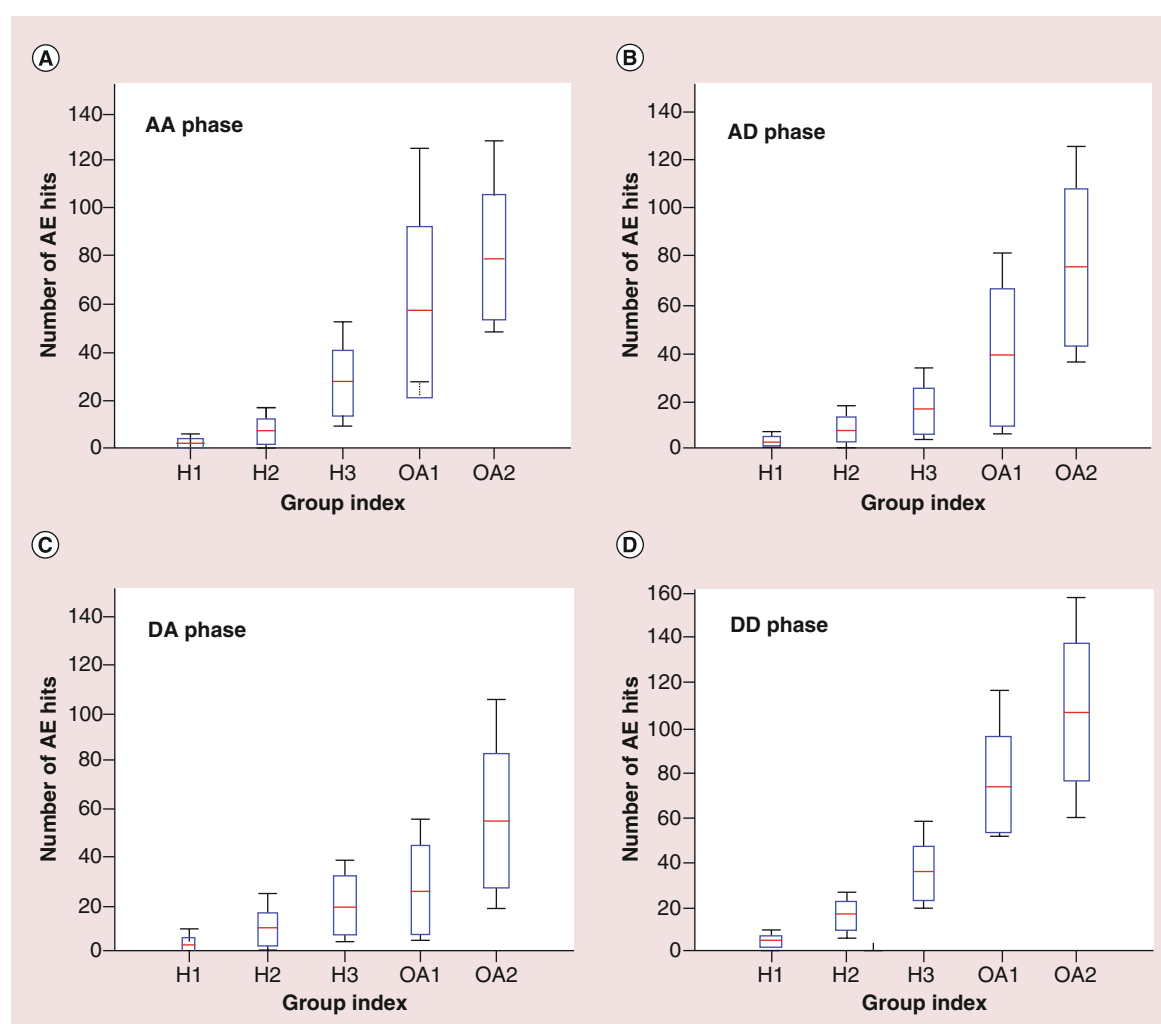 A
AA phase
Number of AE hits
140
120
100
80
60
40
20
0
H1 H2 H3 OA1 OA2
Group index
B
AD phase
Number of AE hits
140
120
100
80
60
40
20
0
H1 H2 H3 OA1 OA2
Group index
C
DA phase
Number of AE hits
140
120
100
80
60
40
20
0
H1 H2 H3 OA1 OA2
Group index
D
DD phase
Number of AE hits
160
140
120
100
80
60
40
20
0
H1 H2 H3 OA1 OA2
Group index